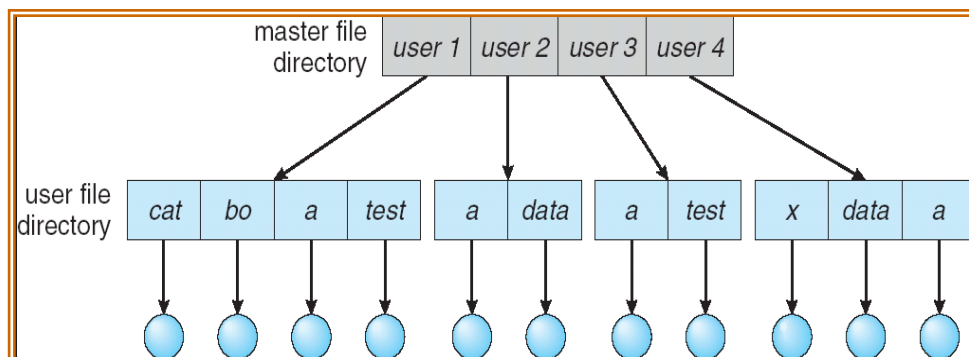 master file
directory
user 1 user 2 user 3 user 4
user file
directory
cat bo a test a data a test x data a